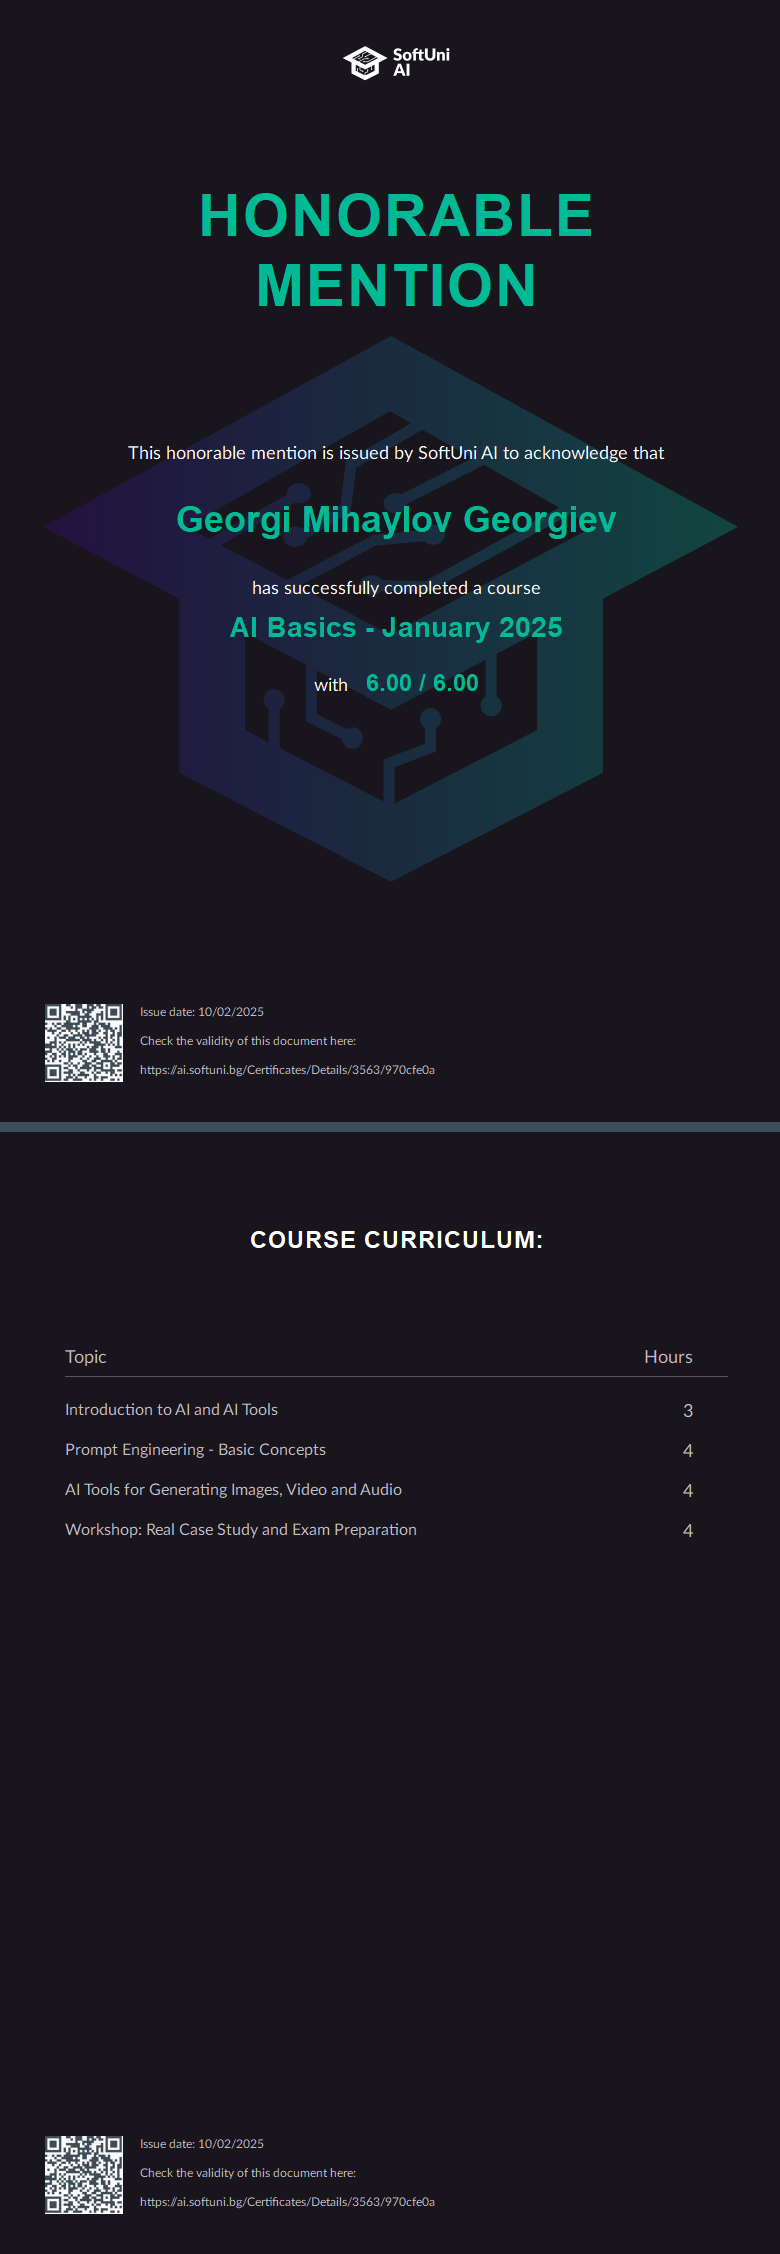 SoftUni
AI
HONORABLE
MENTION
This honorable mention is issued by SoftUni AI to acknowledge that
Georgi Mihaylov Georgiev
has successfully completed a course
AI Basics - January 2025
with 6.00 / 6.00
Issue date: 10/02/2025
Check the validity of this document here:
https://ai.softuni.bg/Certificates/Details/3563/970cfe0a
COURSE CURRICULUM:
Topic Hours
Introduction to AI and AI Tools 3
Prompt Engineering - Basic Concepts 4
AI Tools for Generating Images, Video and Audio 4
Workshop: Real Case Study and Exam Preparation 4
Issue date: 10/02/2025
Check the validity of this document here:
https://ai.softuni.bg/Certificates/Details/3563/970cfe0a